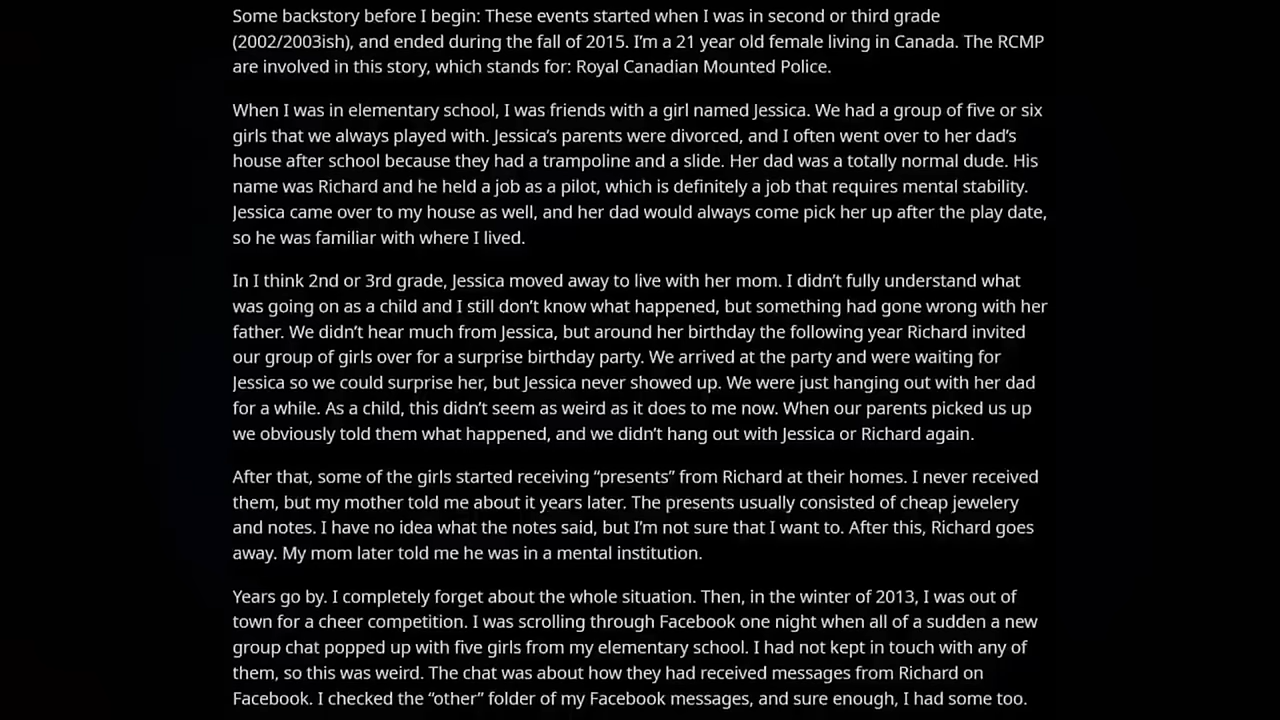 Some backstory before I begin: These events started when I was in second or third grade
(2002/2003ish), and ended during the fall of 2015. I'm a 21 year old female living in Canada. The RCMP
are involved in this story, which stands for: Royal Canadian Mounted Police.
When I was in elementary school, I was friends with a girl named Jessica. We had a group of five or six
girls that we always played with. Jessica's parents were divorced, and I often went over to her dad's
house after school because they had a trampoline and a slide. Her dad was a totally normal dude. His
name was Richard and he held a job as a pilot, which is definitely a job that requires mental stability.
Jessica came over to my house as well, and her dad would always come pick her up after the play date,
so he was familiar with where I lived.
In I think 2nd or 3rd grade, Jessica moved away to live with her mom. I didn't fully understand what
was going on as a child and I still don't know what happened, but something had gone wrong with her
father. We didn't hear much from Jessica, but around her birthday the following year Richard invited
our group of girls over for a surprise birthday party. We arrived at the party and were waiting for
Jessica so we could surprise her, but Jessica never showed up. We were just hanging out with her dad
for a while. As a child, this didn't seem as weird as it does to me now. When our parents picked us up
we obviously told them what happened, and we didn't hang out with Jessica or Richard again.
After that, some of the girls started receiving “presents” from Richard at their homes. I never received
them, but my mother told me about it years later. The presents usually consisted of cheap jewelery
and notes. I have no idea what the notes said, but I'm not sure that I want to. After this, Richard goes
away. My mom later told me he was in a mental institution.
Years go by. I completely forget about the whole situation. Then, in the winter of 2013, I was out of
town for a cheer competition. I was scrolling through Facebook one night when all of a sudden a new
group chat popped up with five girls from my elementary school. I had not kept in touch with any of
them, so this was weird. The chat was about how they had received messages from Richard on
Facebook. I checked the “other” folder of my Facebook messages, and sure enough, I had some too.